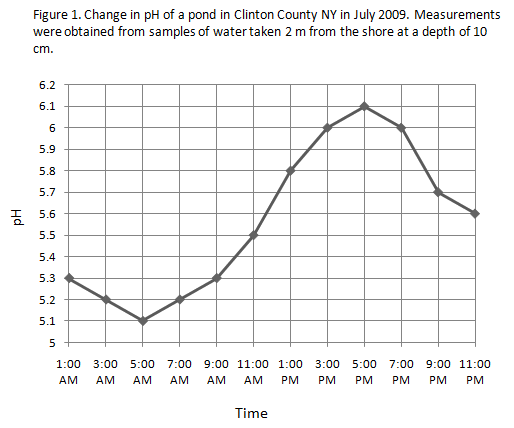 Figure 1. Change in pH of a pond in Clinton County NY in July 2009. Measurements
were obtained from samples of water taken 2 m from the shore at a depth of 10
cm.
6.2
6.1
6
5.9
5.8
5.7
5.6
5.5
5.4
5.3
5.2
5.1
5
pH
1:00 3:00 5:00 7:00 9:00 11:00 1:00 3:00 5:00 7:00 9:00 11:00
AM AM AM AM AM AM PM PM PM PM PM PM
Time